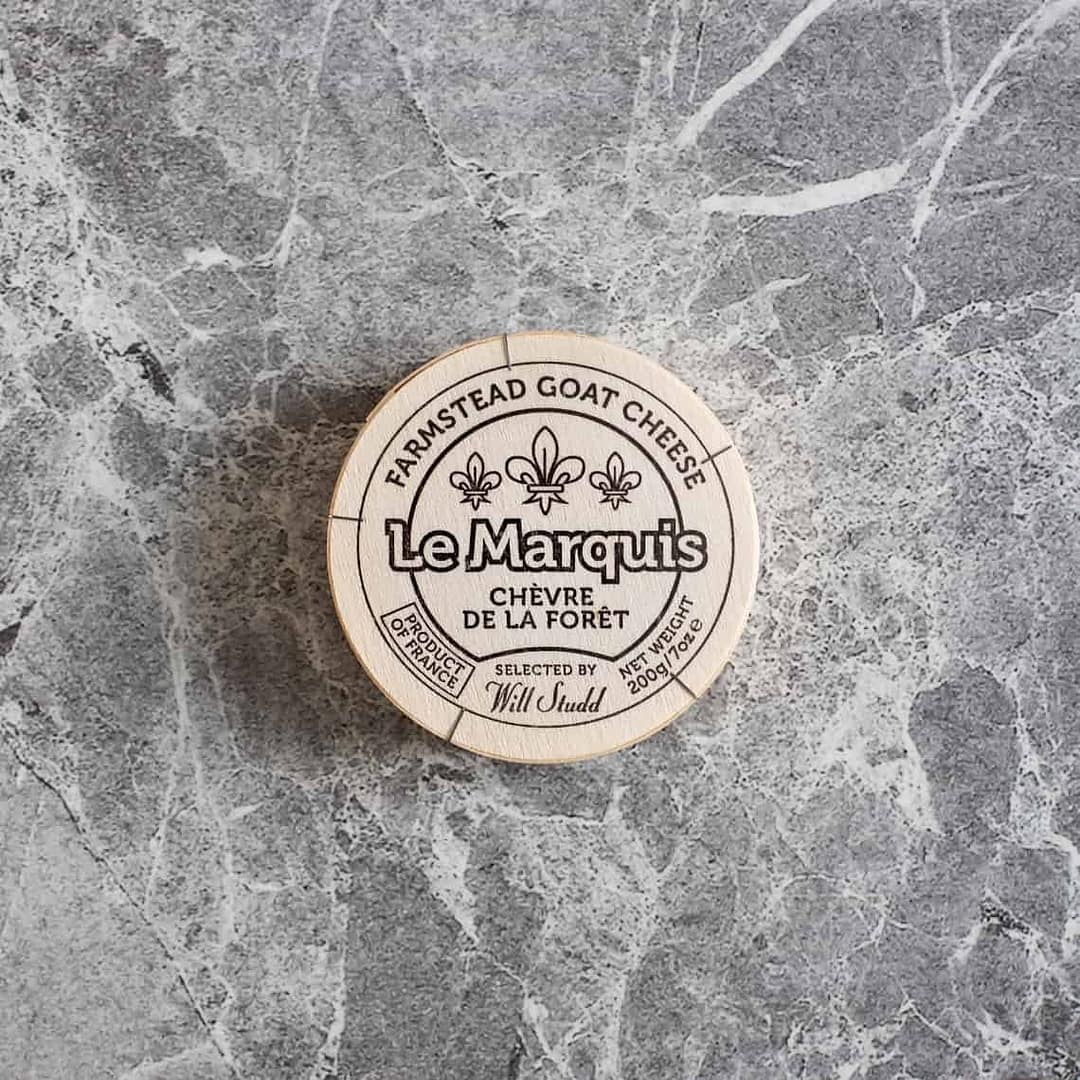 FARMSTEAD GOAT CHEESE
Le Marquis
CHÈVRE
DE LA FORÊT
PRODUCT
OF FRANCE
SELECTED BY
Will Studd
NET WEIGHT
200g/7oz ℮